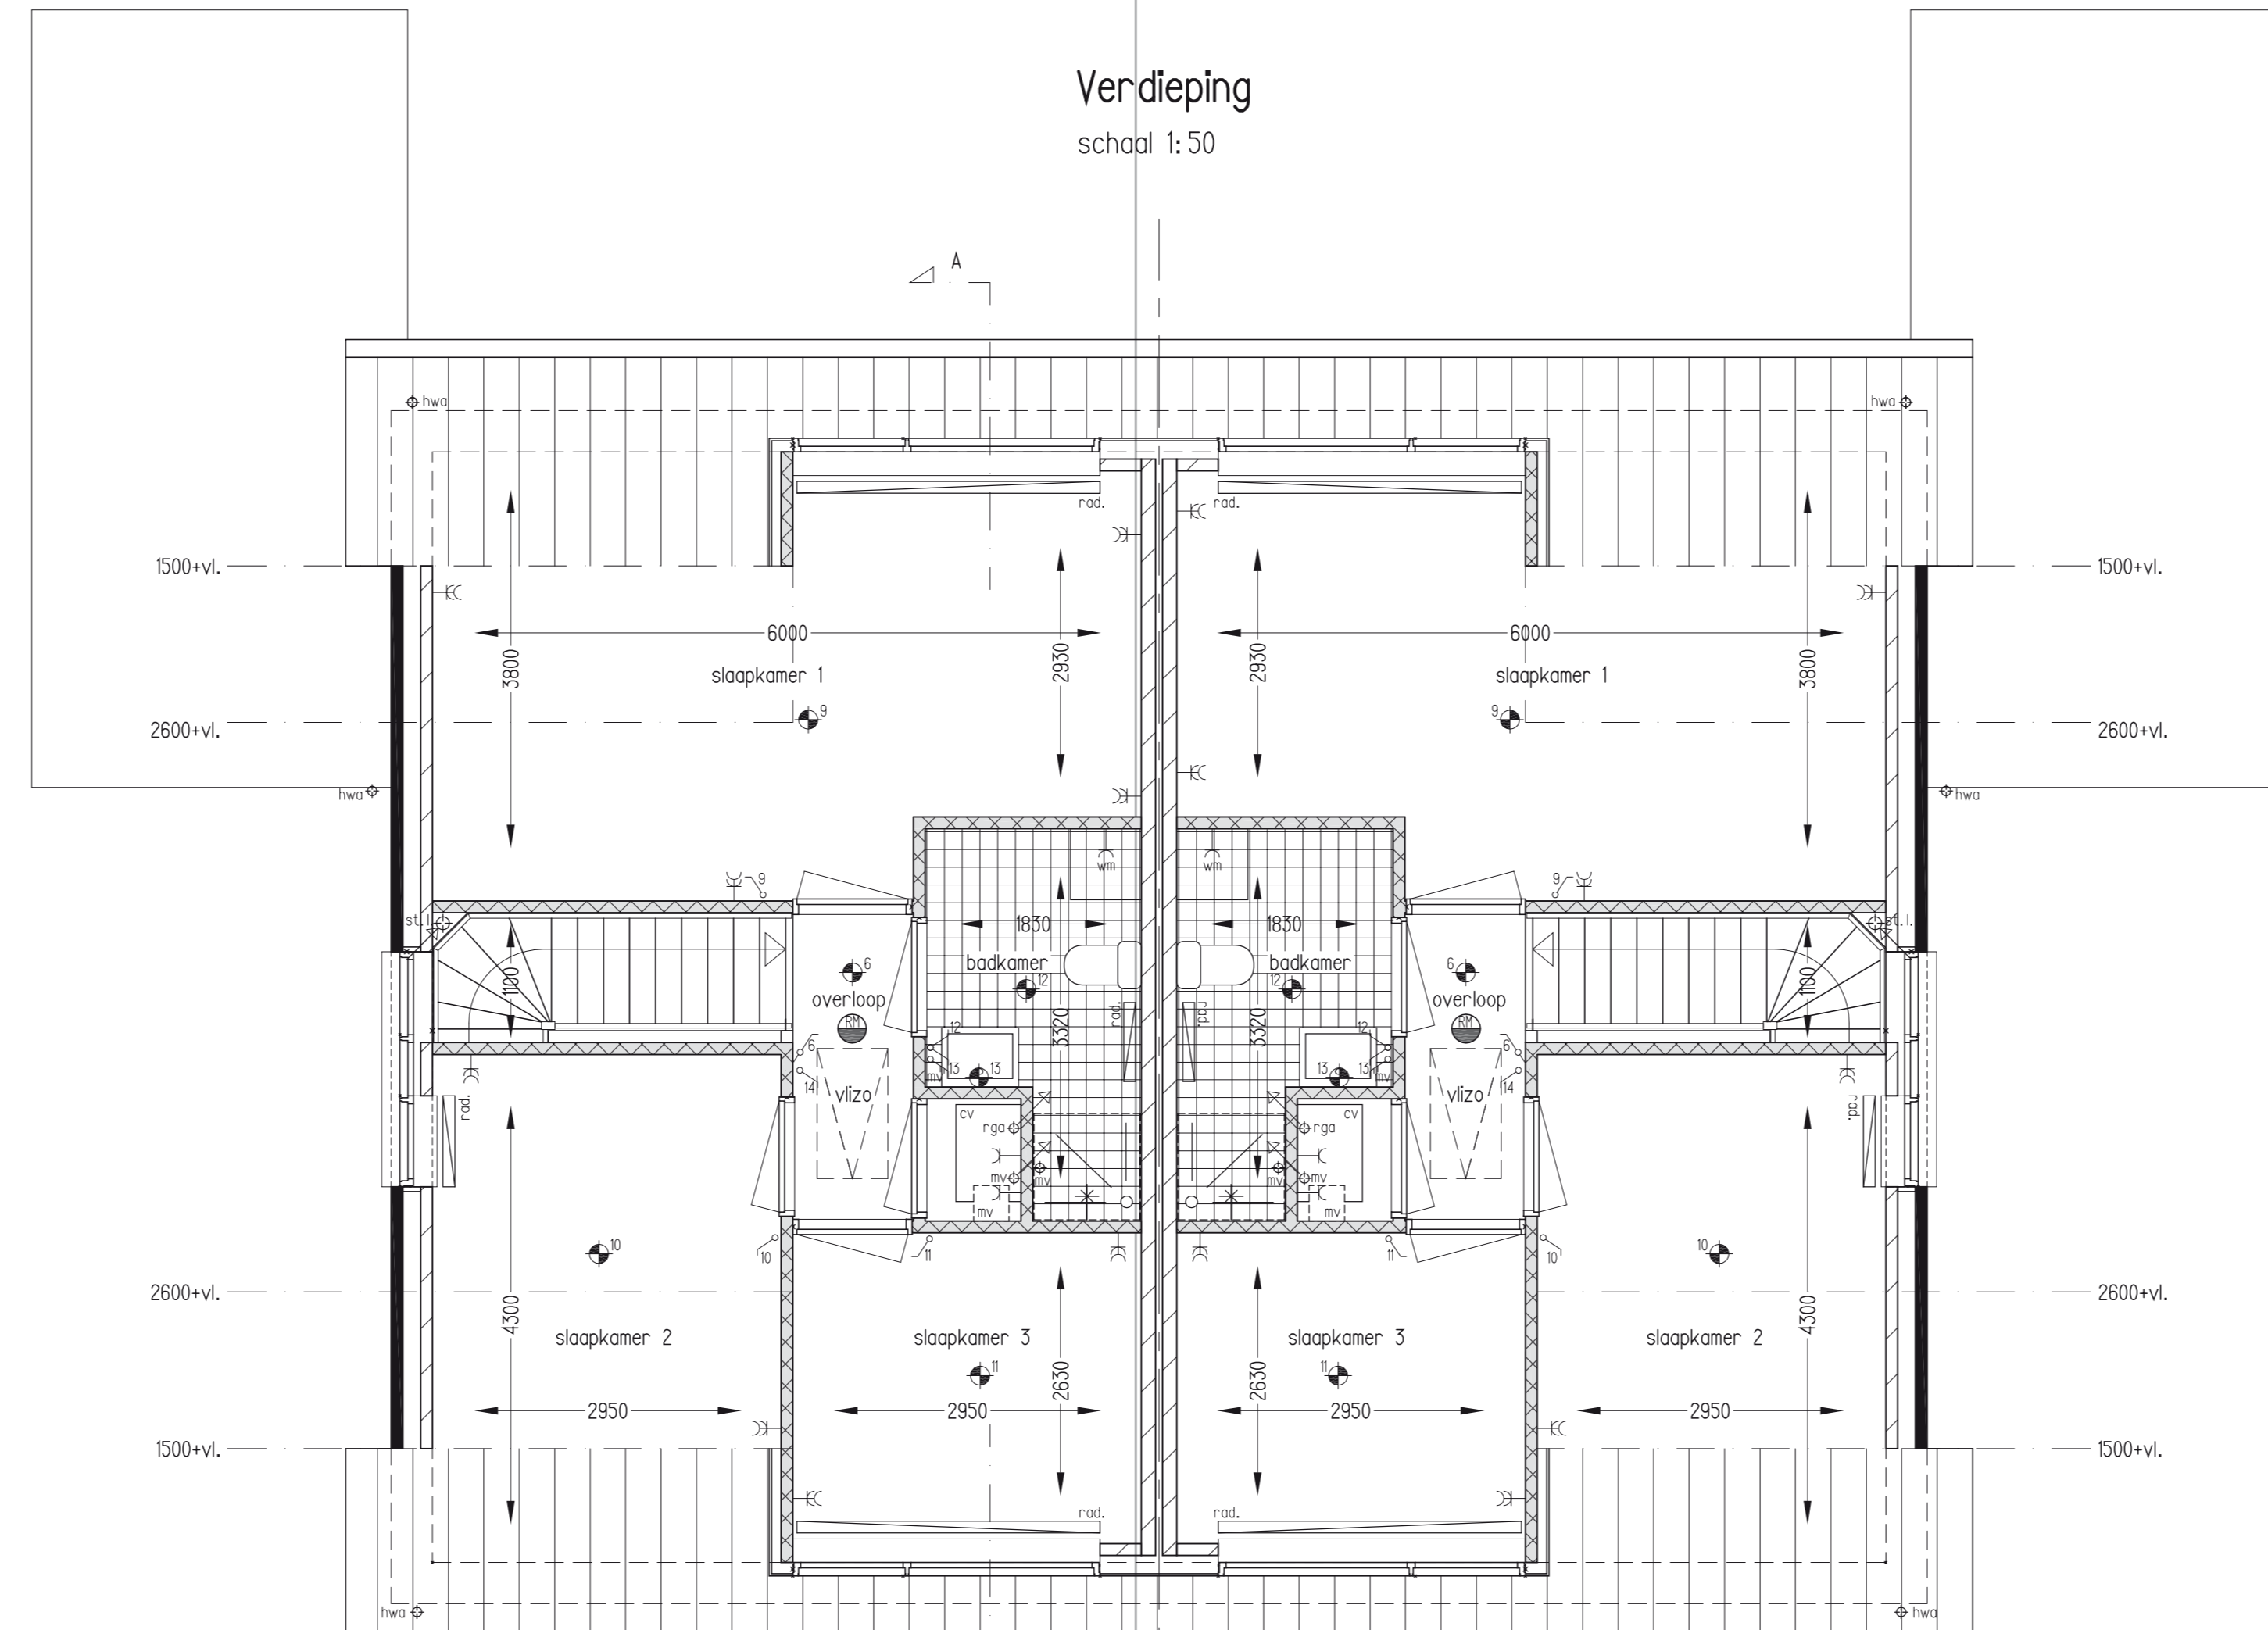 Verdieping
schaal 1:50
A
hwa hwa
rad. rad.
1500+vl. 1500+vl.
6000 6000
3800 2930 2930 3800
slaapkamer 1 slaapkamer 1
9 9
2600+vl. 2600+vl.
hwa hwa
wm wm
9 9
st.l. 1830 1830 st.l.
1100 badkamer badkamer 1100
6 12 12 6
overloop overloop
RM rad. rad. RM
3320 3320
6 12 12 6
13 13 13 13
mv mv
14 vlizo vlizo 14
rad. cv cv rad.
rga rga
mv mv mv mv
mv mv
10 10 11 11 10 10
2600+vl. 2600+vl.
4300 4300
slaapkamer 2 slaapkamer 3 slaapkamer 3 slaapkamer 2
11 11
2630 2630
2950 2950 2950 2950
1500+vl. 1500+vl.
rad. rad.
hwa hwa